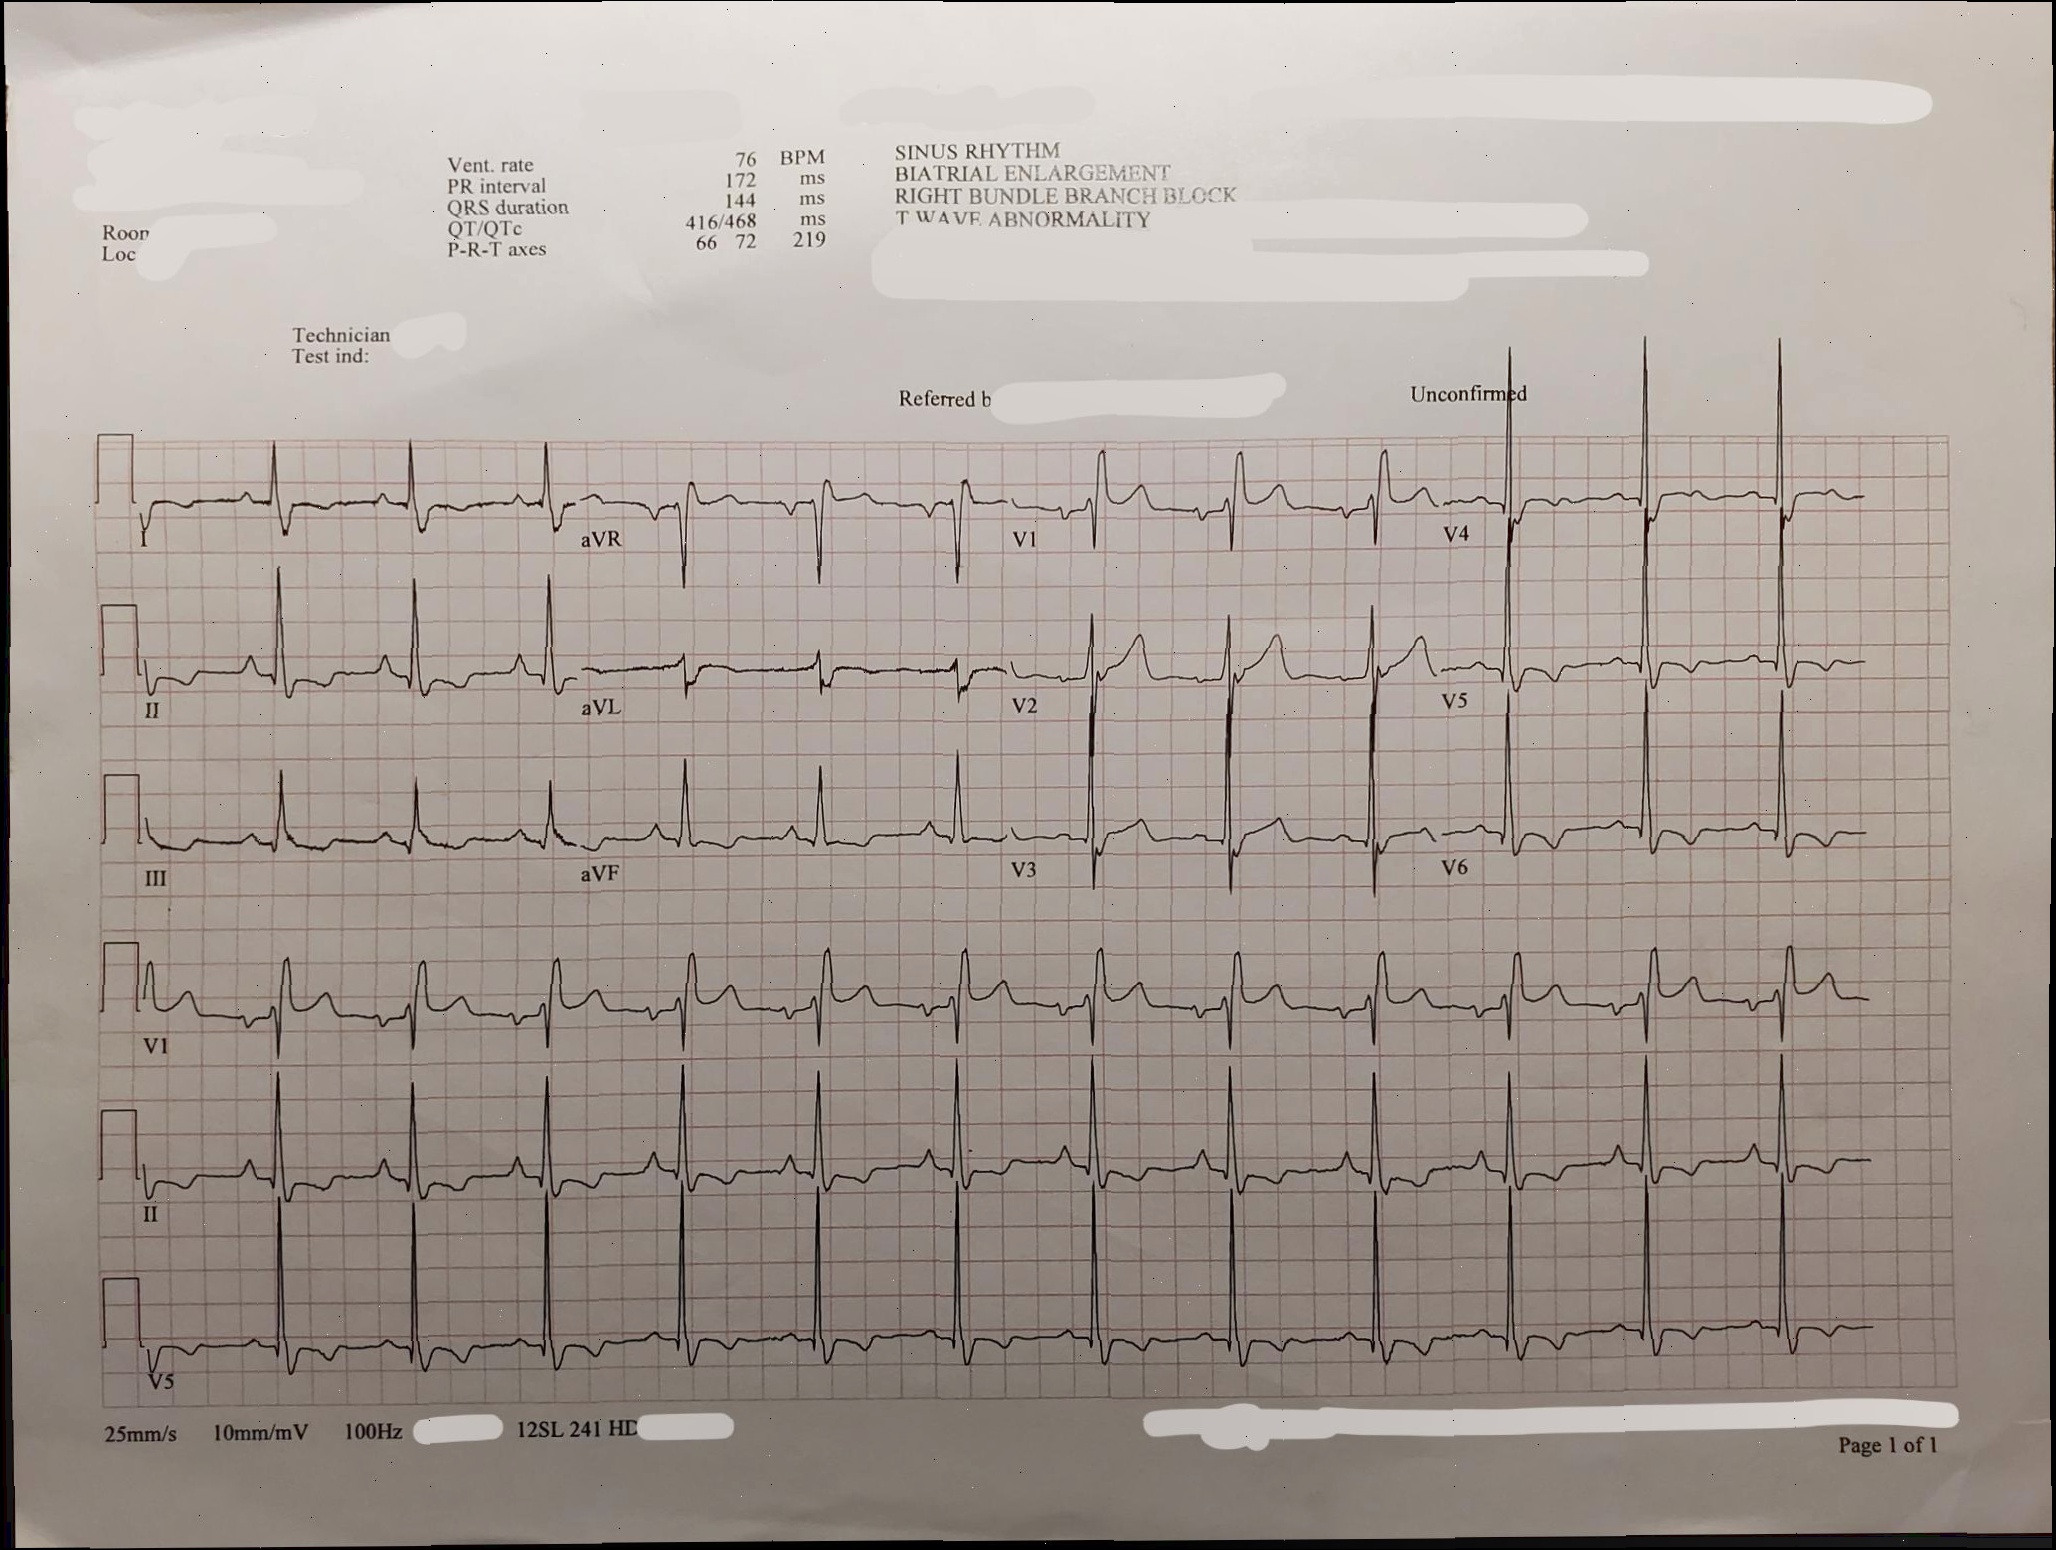 Vent. rate 76 BPM
PR interval 172 ms
QRS duration 144 ms
QT/QTc 416/468 ms
P-R-T axes 66 72 219
SINUS RHYTHM
BIATRIAL ENLARGEMENT
RIGHT BUNDLE BRANCH BLOCK
T WAVE ABNORMALITY
Loc
Technician
Test ind:
Referred b
Unconfirmed
I aVR V1 V4
II aVL V2 V5
III aVF V3 V6
V1
II
V5
25mm/s 10mm/mV 100Hz 12SL 241 HD
Page 1 of 1